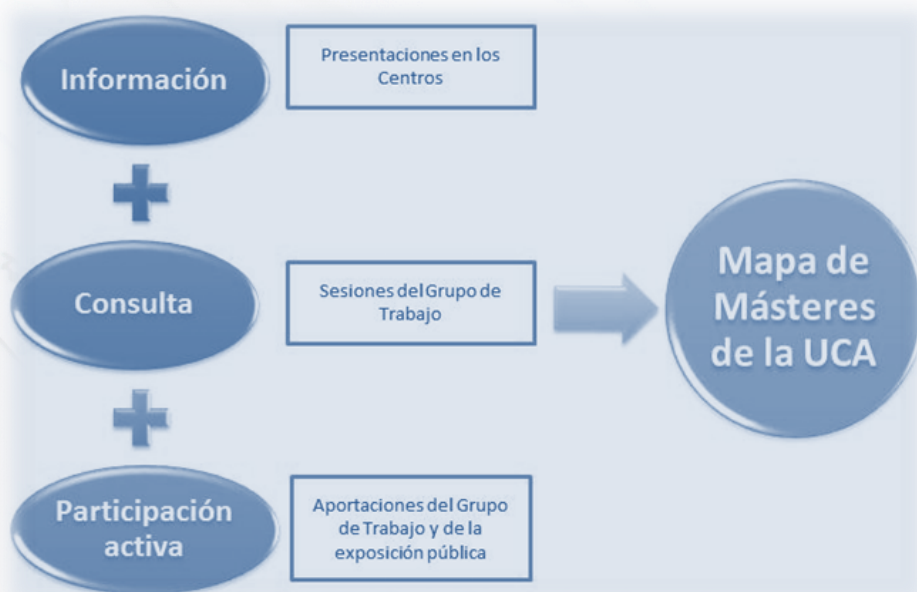 Información
Presentaciones en los
Centros
Consulta
Sesiones del Grupo de
Trabajo
Mapa de
Másteres
de la UCA
Participación
activa
Aportaciones del Grupo
de Trabajo y de la
exposición pública